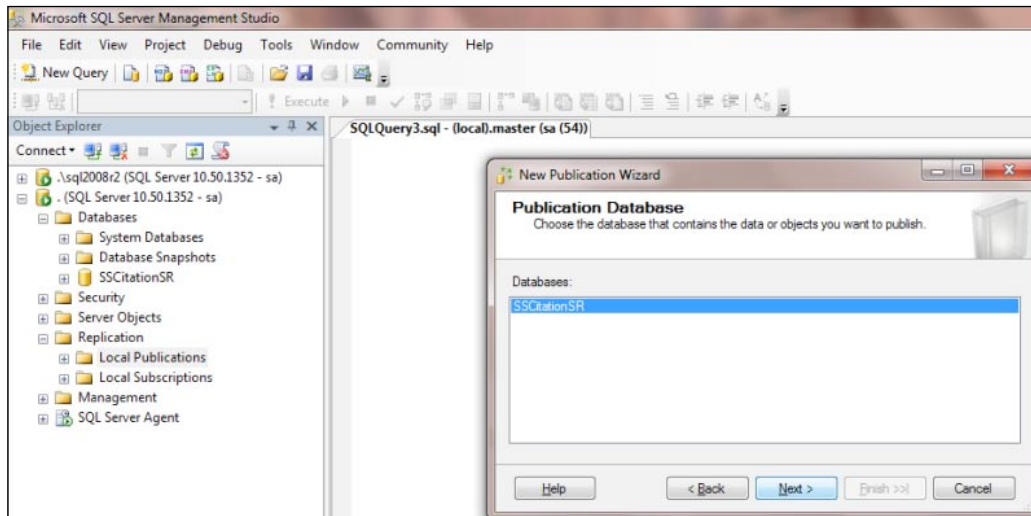 Microsoft SQL Server Management Studio
File Edit View Project Debug Tools Window Community Help
New Query
Execute
Object Explorer
SQLQuery3.sql - (local).master (sa (54))
Connect
.\sql2008r2 (SQL Server 10.50.1352 - sa)
. (SQL Server 10.50.1352 - sa)
Databases
System Databases
Database Snapshots
SSCitationSR
Security
Server Objects
Replication
Local Publications
Local Subscriptions
Management
SQL Server Agent
New Publication Wizard
Publication Database
Choose the database that contains the data or objects you want to publish.
Databases:
SSCitationSR
Help < Back Next > Finish >>| Cancel